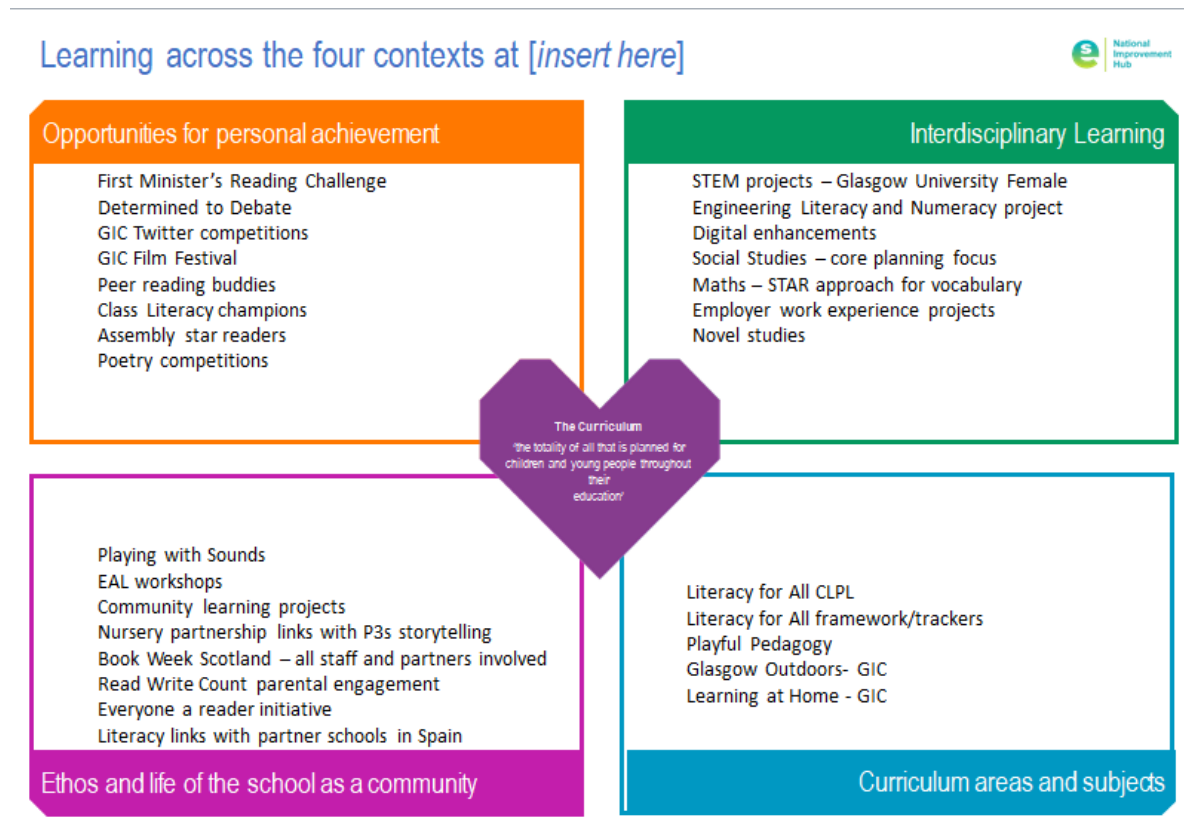 Learning across the four contexts at [insert here]
National
Improvement
Hub
Opportunities for personal achievement
First Minister's Reading Challenge
Determined to Debate
GIC Twitter competitions
GIC Film Festival
Peer reading buddies
Class Literacy champions
Assembly star readers
Poetry competitions
Interdisciplinary Learning
STEM projects – Glasgow University Female
Engineering Literacy and Numeracy project
Digital enhancements
Social Studies – core planning focus
Maths – STAR approach for vocabulary
Employer work experience projects
Novel studies
The Curriculum
'the totality of all that is planned for
children and young people throughout
their
education'
Playing with Sounds
EAL workshops
Community learning projects
Nursery partnership links with P3s storytelling
Book Week Scotland – all staff and partners involved
Read Write Count parental engagement
Everyone a reader initiative
Literacy links with partner schools in Spain
Ethos and life of the school as a community
Literacy for All CLPL
Literacy for All framework/trackers
Playful Pedagogy
Glasgow Outdoors- GIC
Learning at Home - GIC
Curriculum areas and subjects